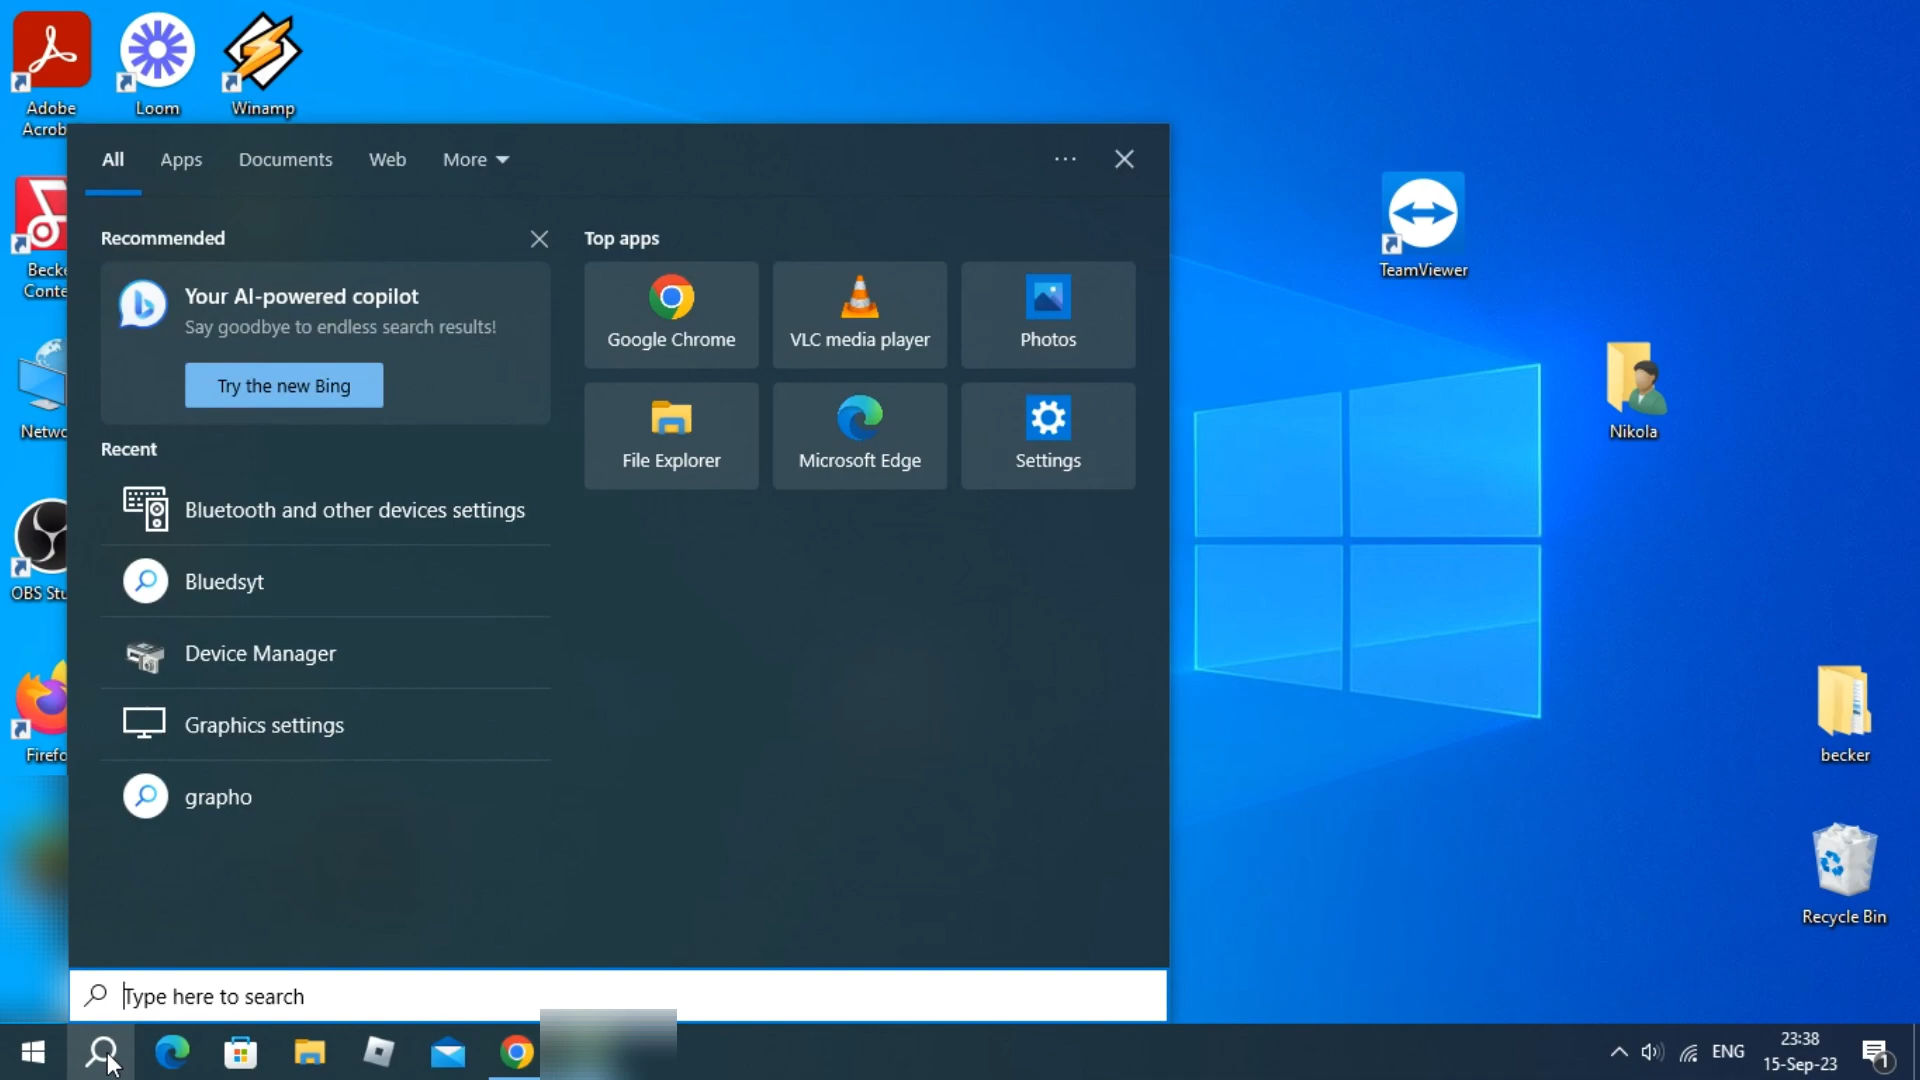 Adobe
Acrob
Loom
Winamp
All
Apps
Documents
Web
More
Recommended
Your AI-powered copilot
Say goodbye to endless search results!
Try the new Bing
Recent
Bluetooth and other devices settings
Bluedsyt
Device Manager
Graphics settings
grapho
Top apps
Google Chrome
VLC media player
Photos
File Explorer
Microsoft Edge
Settings
Becke
Conte
Netwo
OBS Stu
Firefo
TeamViewer
Nikola
becker
Recycle Bin
Type here to search
ENG
23:38
15-Sep-23
1